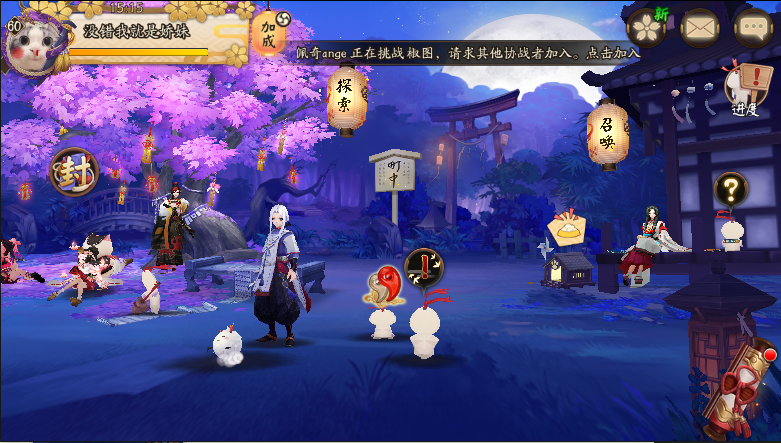 15:15
60
没错我就是娇妹
加成
新
佩奇ange 正在挑战椒图，请求其他协战者加入。点击加入
探索
召唤
进度
町中
封